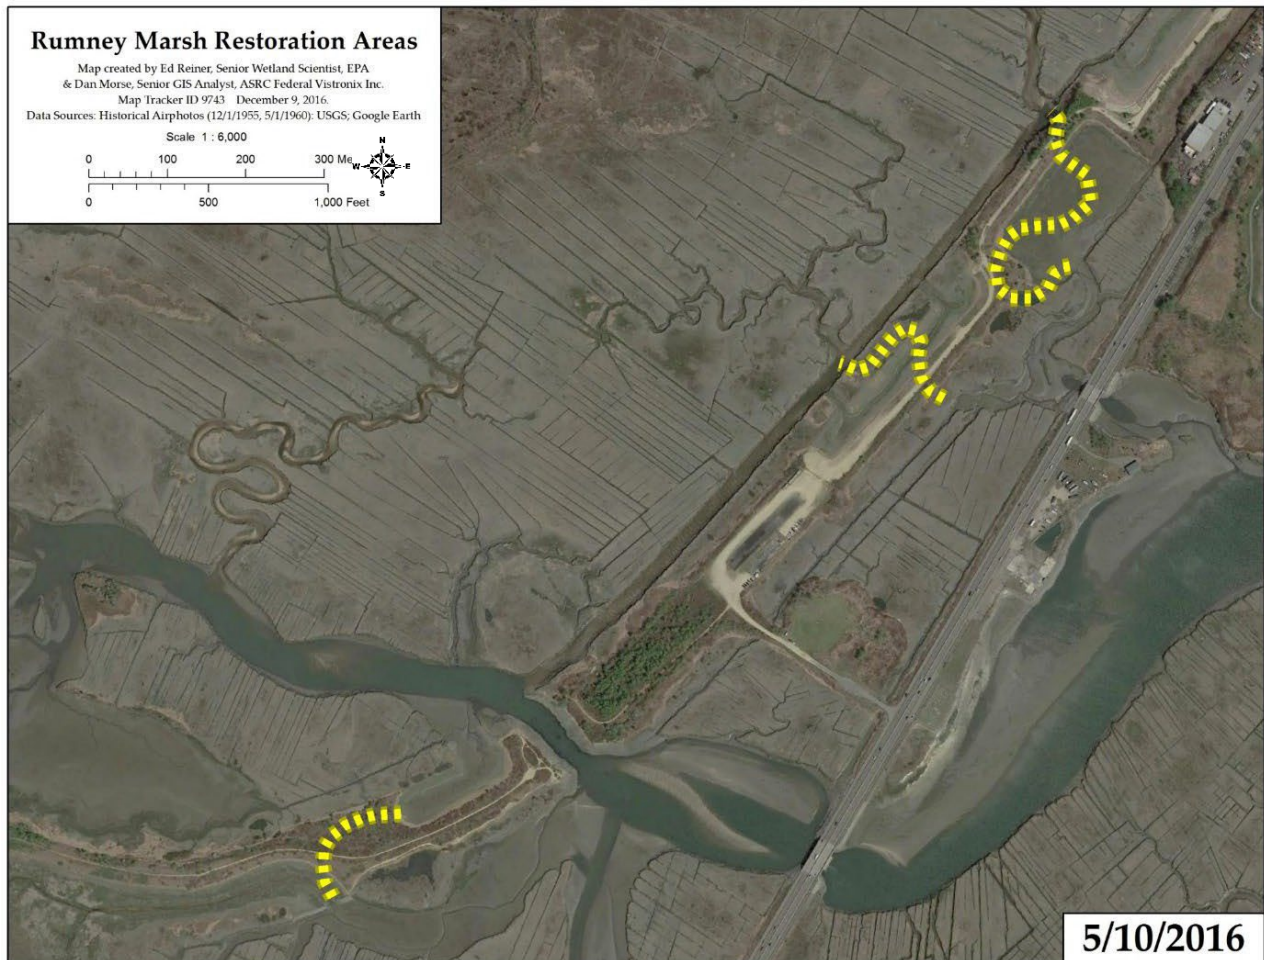 Rumney Marsh Restoration Areas
Map created by Ed Reiner, Senior Wetland Scientist, EPA
& Dan Morse, Senior GIS Analyst, ASRC Federal Vistronix Inc.
Map Tracker ID 9743 December 9, 2016.
Data Sources: Historical Airphotos (12/1/1955, 5/1/1960): USGS; Google Earth
Scale 1 : 6,000
0 100 200 300 Me
N
W E
S
0 500 1,000 Feet
5/10/2016